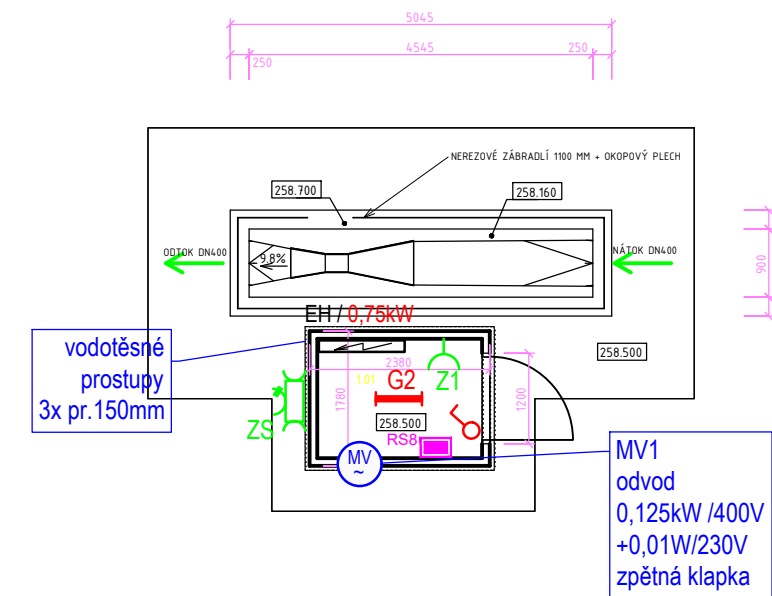 5045
4545
250
250
NEREZOVÉ ZÁBRADLÍ 1100 MM + OKOPOVÝ PLECH
258.700
258.160
ODTOK DN400
9.8%
NÁTOK DN400
900
EH / 0,75kW
vodotěsné
prostupy
3x pr.150mm
258.500
2380
1.01
G2
Z1
1780
1200
ZS
258.500
RS8
MV
~
MV1
odvod
0,125kW /400V
+0,01W/230V
zpětná klapka